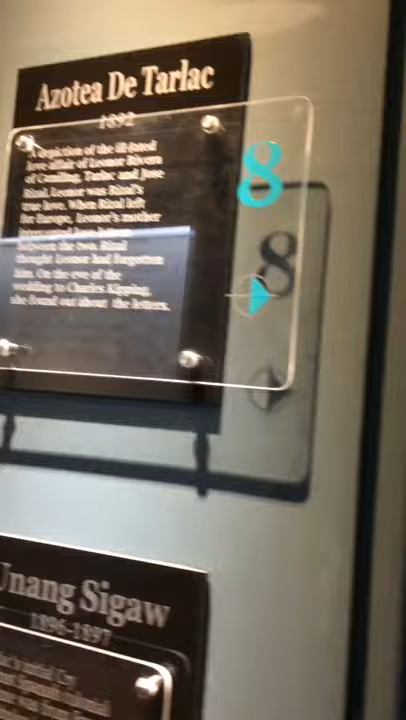 Azotea De Tarlac
1892
A depiction of the ill-fated
love affair of Leonor Rivera
of Camiling, Tarlac and Jose
Rizal. Leonor was Rizal's
true love. When Rizal left
for Europe, Leonor's mother
between the two. Rizal
thought Leonor had forgotten
him. On the eve of the
wedding to Charles Kipping,
she found out about the letters.
8
Unang Sigaw
1896-1897